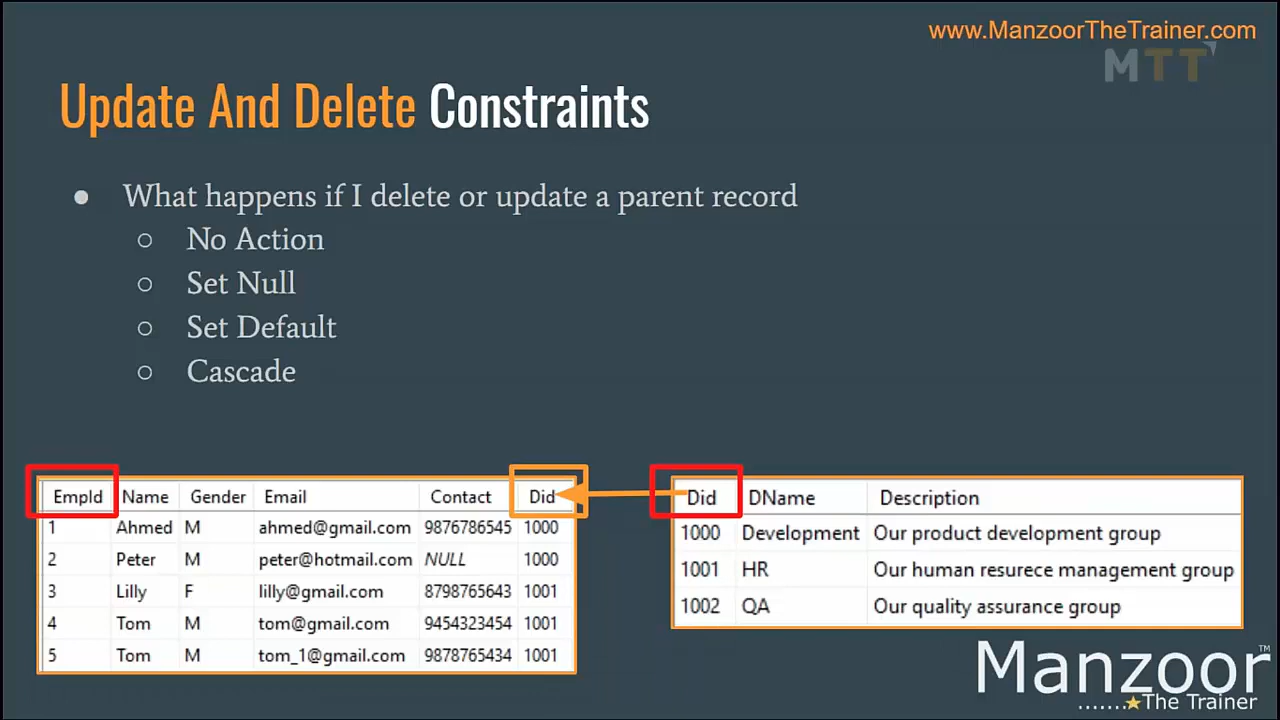 www.ManzoorTheTrainer.com
MTT
Update And Delete Constraints
● What happens if I delete or update a parent record
○ No Action
○ Set Null
○ Set Default
○ Cascade
EmpId Name Gender Email Contact Did
1 Ahmed M ahmed@gmail.com 9876786545 1000
2 Peter M peter@hotmail.com NULL 1000
3 Lilly F lilly@gmail.com 8798765643 1001
4 Tom M tom@gmail.com 9454323454 1001
5 Tom M tom_1@gmail.com 9878765434 1001
Did DName Description
1000 Development Our product development group
1001 HR Our human resurece management group
1002 QA Our quality assurance group
Manzoor™
......★The Trainer